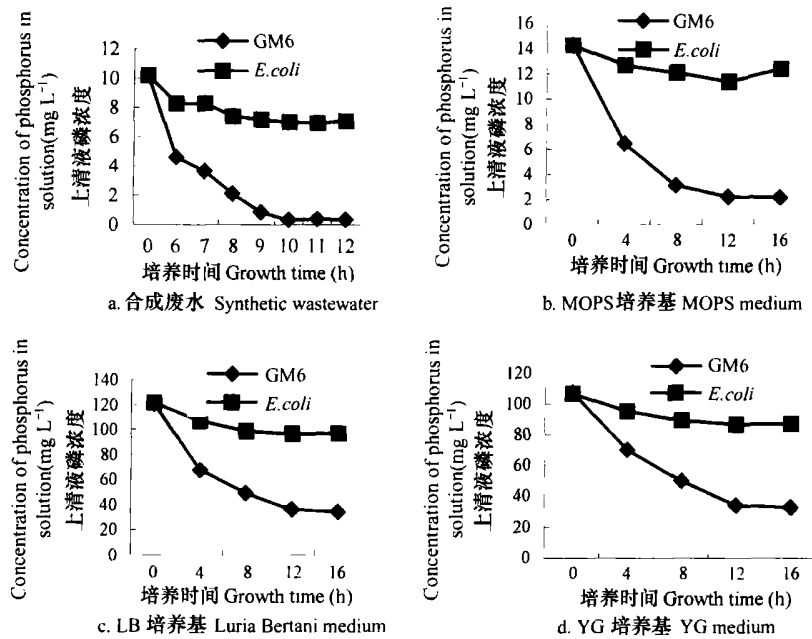 Concentration of phosphorus in
solution(mg L⁻¹)
上清液磷浓度
GM6
E.coli
12
10
8
6
4
2
0
0 6 7 8 9 10 11 12
培养时间 Growth time (h)
a. 合成废水 Synthetic wastewater
Concentration of phosphorus in
solution(mg L⁻¹)
上清液磷浓度
GM6
E.coli
16
14
12
10
8
6
4
2
0
0 4 8 12 16
培养时间 Growth time (h)
b. MOPS培养基 MOPS medium
Concentration of phosphorus in
solution(mg L⁻¹)
上清液磷浓度
GM6
E.coli
140
120
100
80
60
40
20
0
0 4 8 12 16
培养时间 Growth time (h)
c. LB 培养基 Luria Bertani medium
Concentration of phosphorus in
solution(mg L⁻¹)
上清液磷浓度
GM6
E.coli
120
100
80
60
40
20
0
0 4 8 12 16
培养时间 Growth time (h)
d. YG 培养基 YG medium